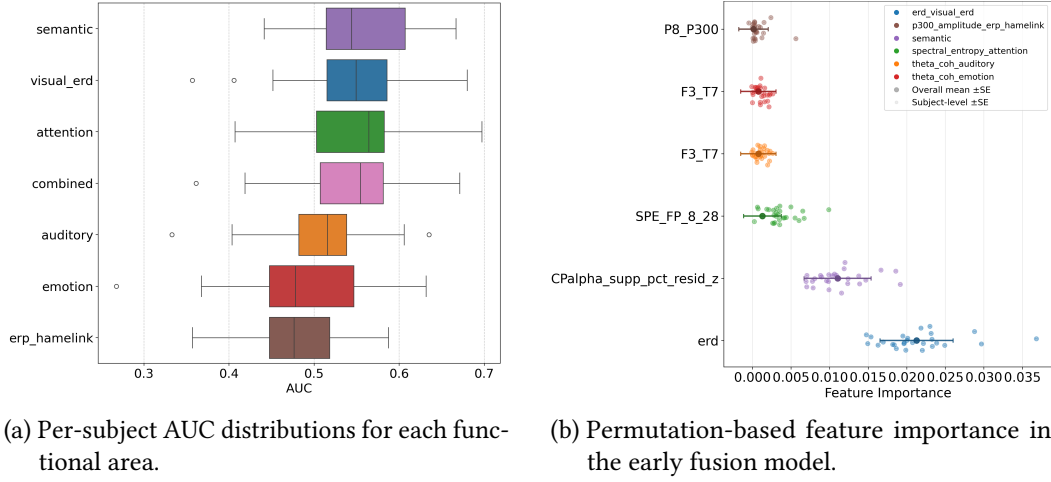 semantic
visual_erd
attention
combined
auditory
emotion
erp_hamelink
0.3 0.4 0.5 0.6 0.7
AUC
P8_P300
F3_T7
F3_T7
SPE_FP_8_28
CPalpha_supp_pct_resid_z
erd
0.000 0.005 0.010 0.015 0.020 0.025 0.030 0.035
Feature Importance
erd_visual_erd
p300_amplitude_erp_hamelink
semantic
spectral_entropy_attention
theta_coh_auditory
theta_coh_emotion
Overall mean ±SE
Subject-level ±SE
(a) Per-subject AUC distributions for each func-
tional area.
(b) Permutation-based feature importance in
the early fusion model.